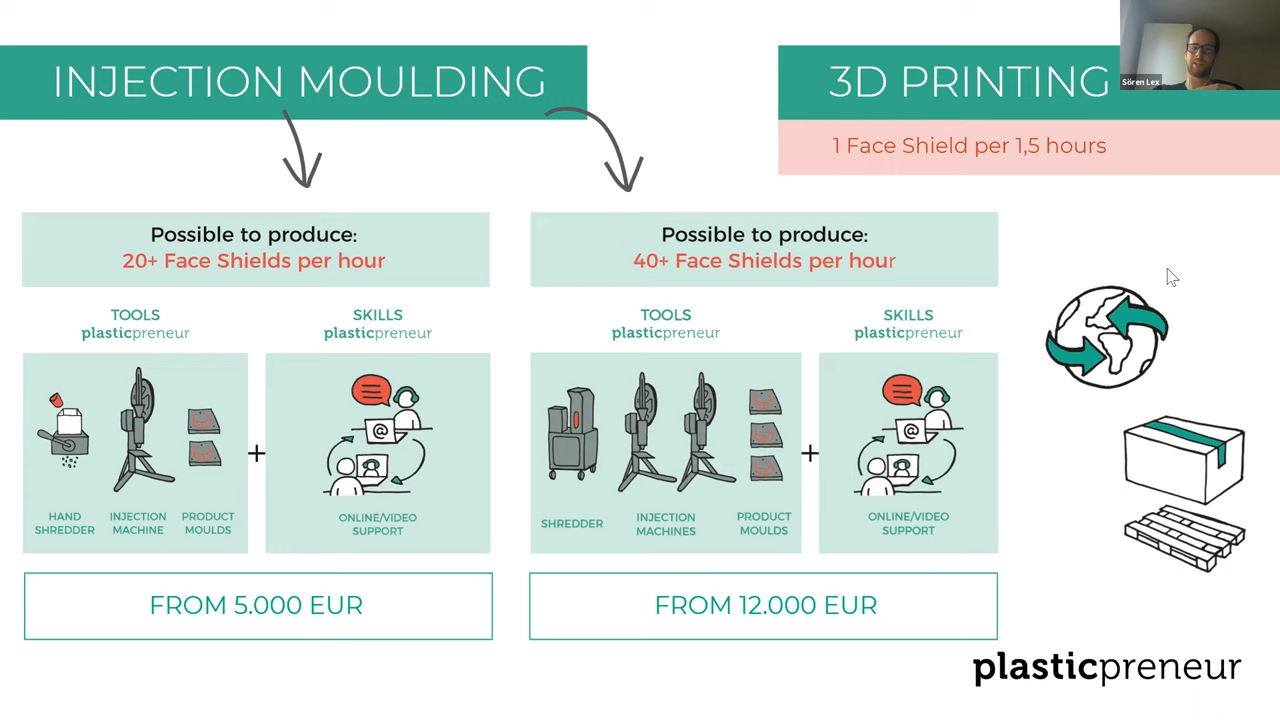 INJECTION MOULDING
3D PRINTING
Sören Lex
1 Face Shield per 1,5 hours
Possible to produce:
20+ Face Shields per hour
TOOLS
plasticpreneur
SKILLS
plasticpreneur
HAND
SHREDDER
INJECTION
MACHINE
PRODUCT
MOULDS
+
@
ONLINE/VIDEO
SUPPORT
FROM 5.000 EUR
Possible to produce:
40+ Face Shields per hour
TOOLS
plasticpreneur
SKILLS
plasticpreneur
SHREDDER
INJECTION
MACHINES
PRODUCT
MOULDS
+
@
ONLINE/VIDEO
SUPPORT
FROM 12.000 EUR
plasticpreneur